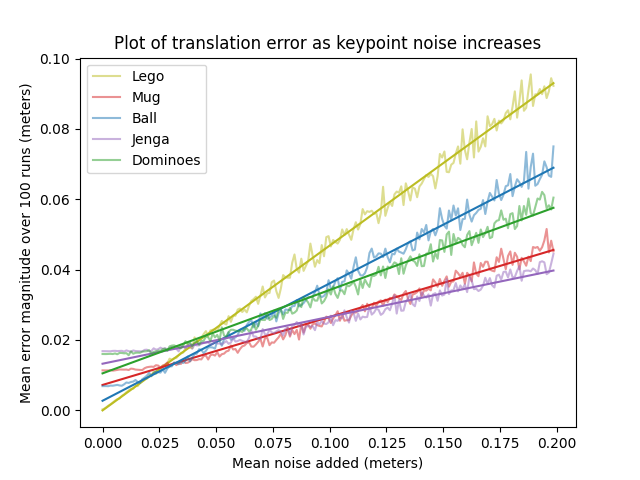 Plot of translation error as keypoint noise increases
Mean error magnitude over 100 runs (meters)
0.10
0.08
0.06
0.04
0.02
0.00
Lego
Mug
Ball
Jenga
Dominoes
0.000 0.025 0.050 0.075 0.100 0.125 0.150 0.175 0.200
Mean noise added (meters)